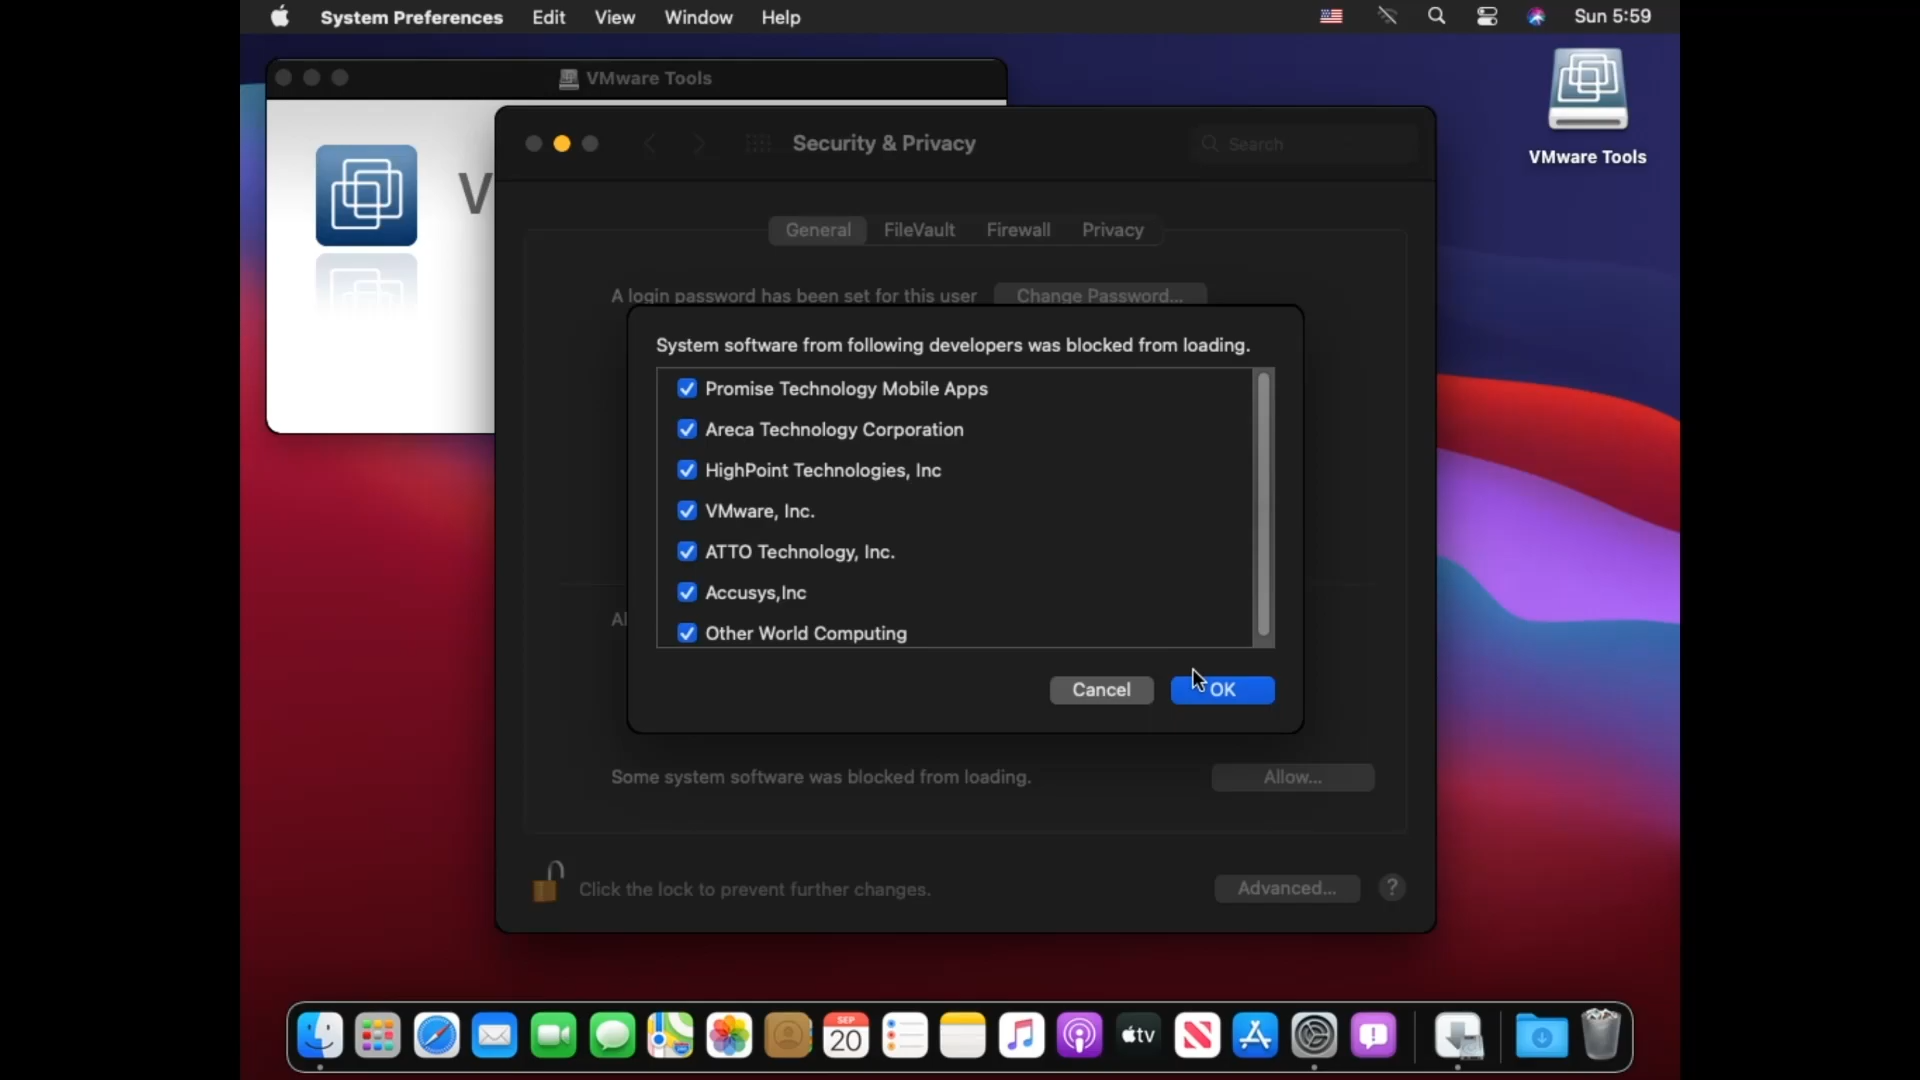 System Preferences Edit View Window Help Sun 5:59
VMware Tools
V
VMware Tools
Security & Privacy
Search
General FileVault Firewall Privacy
A login password has been set for this user Change Password...
System software from following developers was blocked from loading.
Promise Technology Mobile Apps
Areca Technology Corporation
HighPoint Technologies, Inc
VMware, Inc.
ATTO Technology, Inc.
Accusys,Inc
Other World Computing
Al
Cancel OK
Some system software was blocked from loading. Allow...
Click the lock to prevent further changes. Advanced... ?
SEP
20
tv